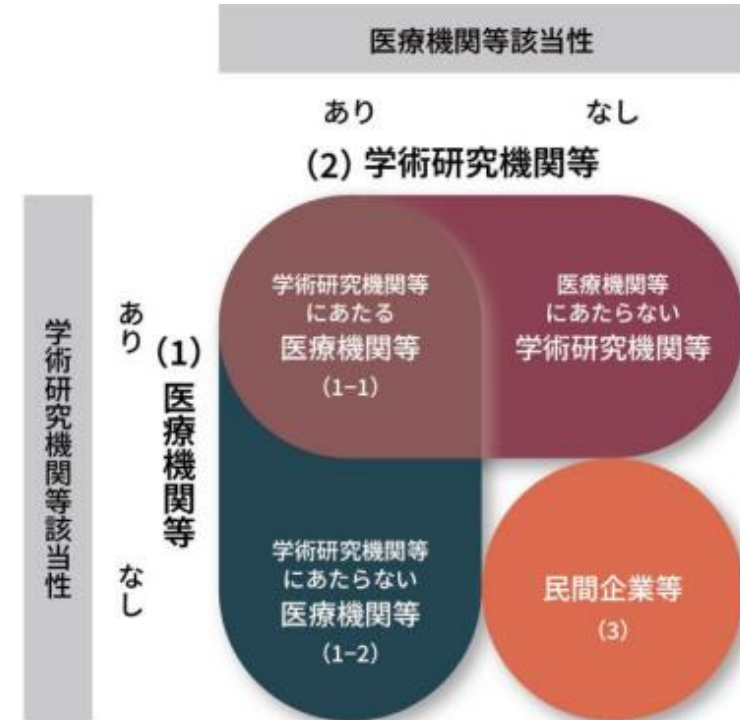 医療機関等該当性
あり
なし
(2) 学術研究機関等
学術研究機関等該当性
あり
なし
(1)医療機関等
学術研究機関等
にあたる
医療機関等
(1−1)
医療機関等
にあたらない
学術研究機関等
学術研究機関等
にあたらない
医療機関等
(1−2)
民間企業等
(3)